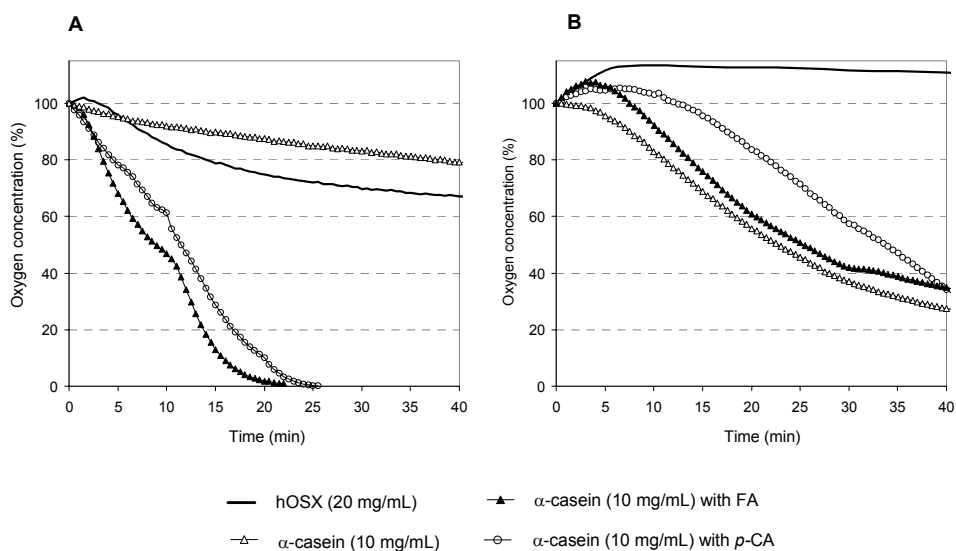 A
B
Oxygen concentration (%)
100
80
60
40
20
0
0 5 10 15 20 25 30 35 40
Time (min)
Oxygen concentration (%)
100
80
60
40
20
0
0 5 10 15 20 25 30 35 40
Time (min)
hOSX (20 mg/mL)
α-casein (10 mg/mL) with FA
α-casein (10 mg/mL)
α-casein (10 mg/mL) with p-CA